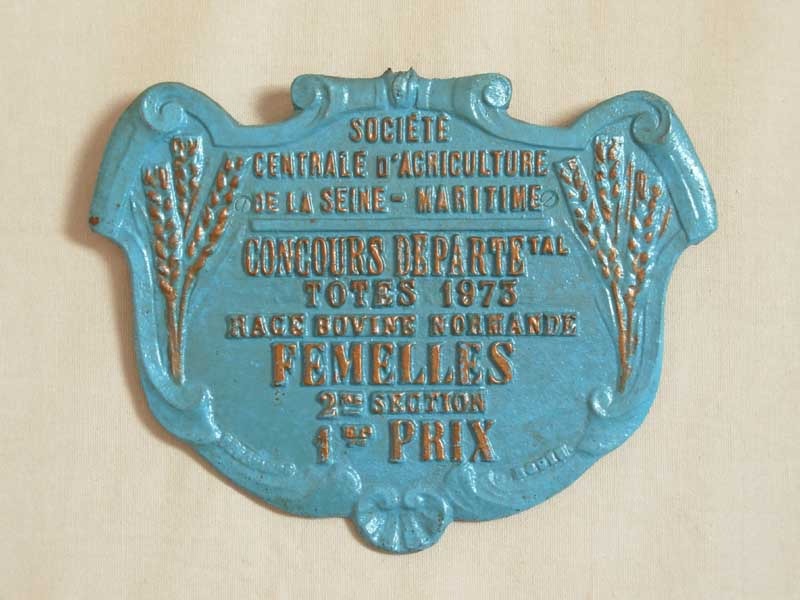 SOCIÉTÉ
CENTRALE D'AGRICULTURE
DE LA SEINE - MARITIME
CONCOURS DÉPARTETAL
TÔTES 1973
RACE BOVINE NORMANDE
FEMELLES
2ME SECTION
1ER PRIX